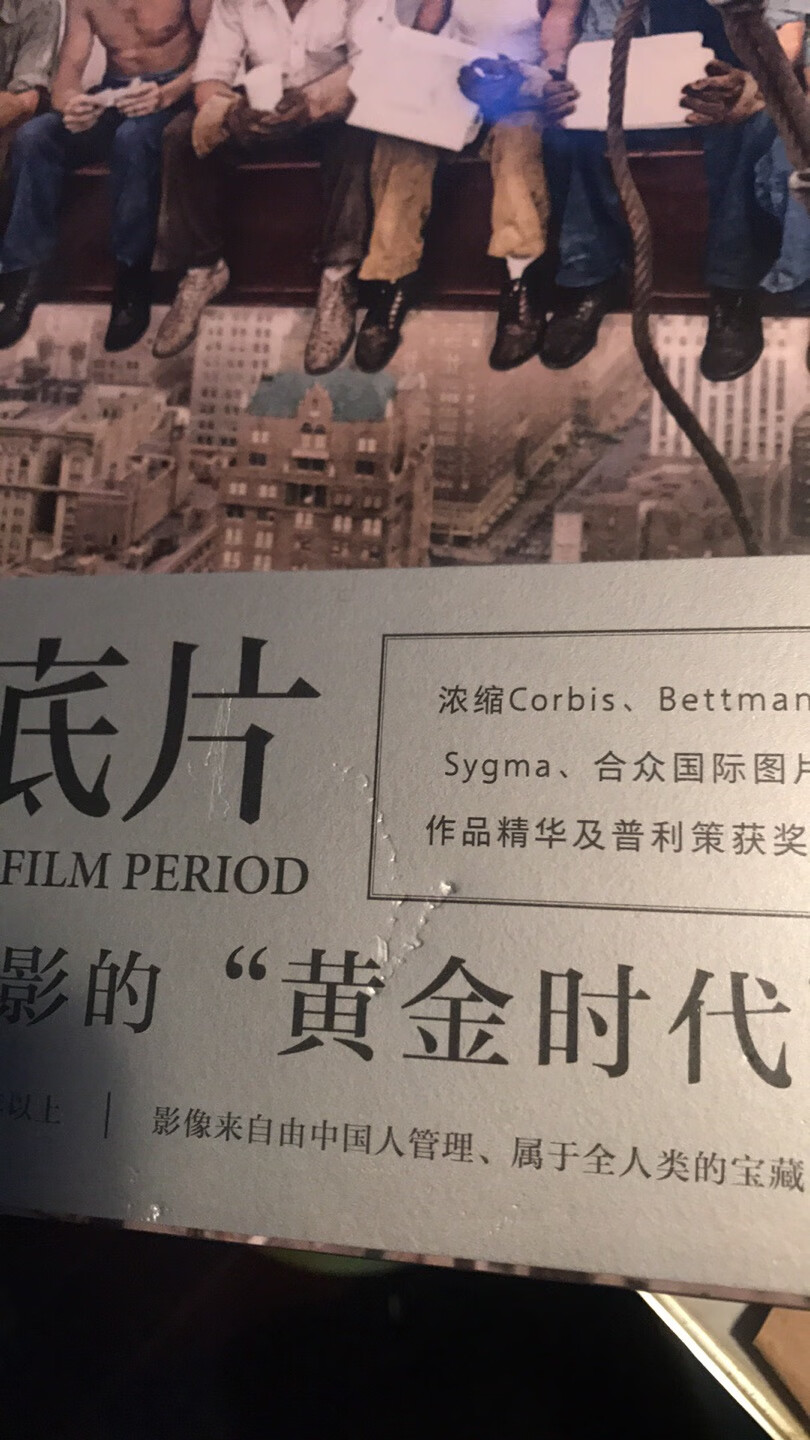 底片
FILM PERIOD
浓缩Corbis、Bettman
Sygma、合众国际图片
作品精华及普利策获奖
影的“黄金时代
以上 | 影像来自由中国人管理、属于全人类的宝藏